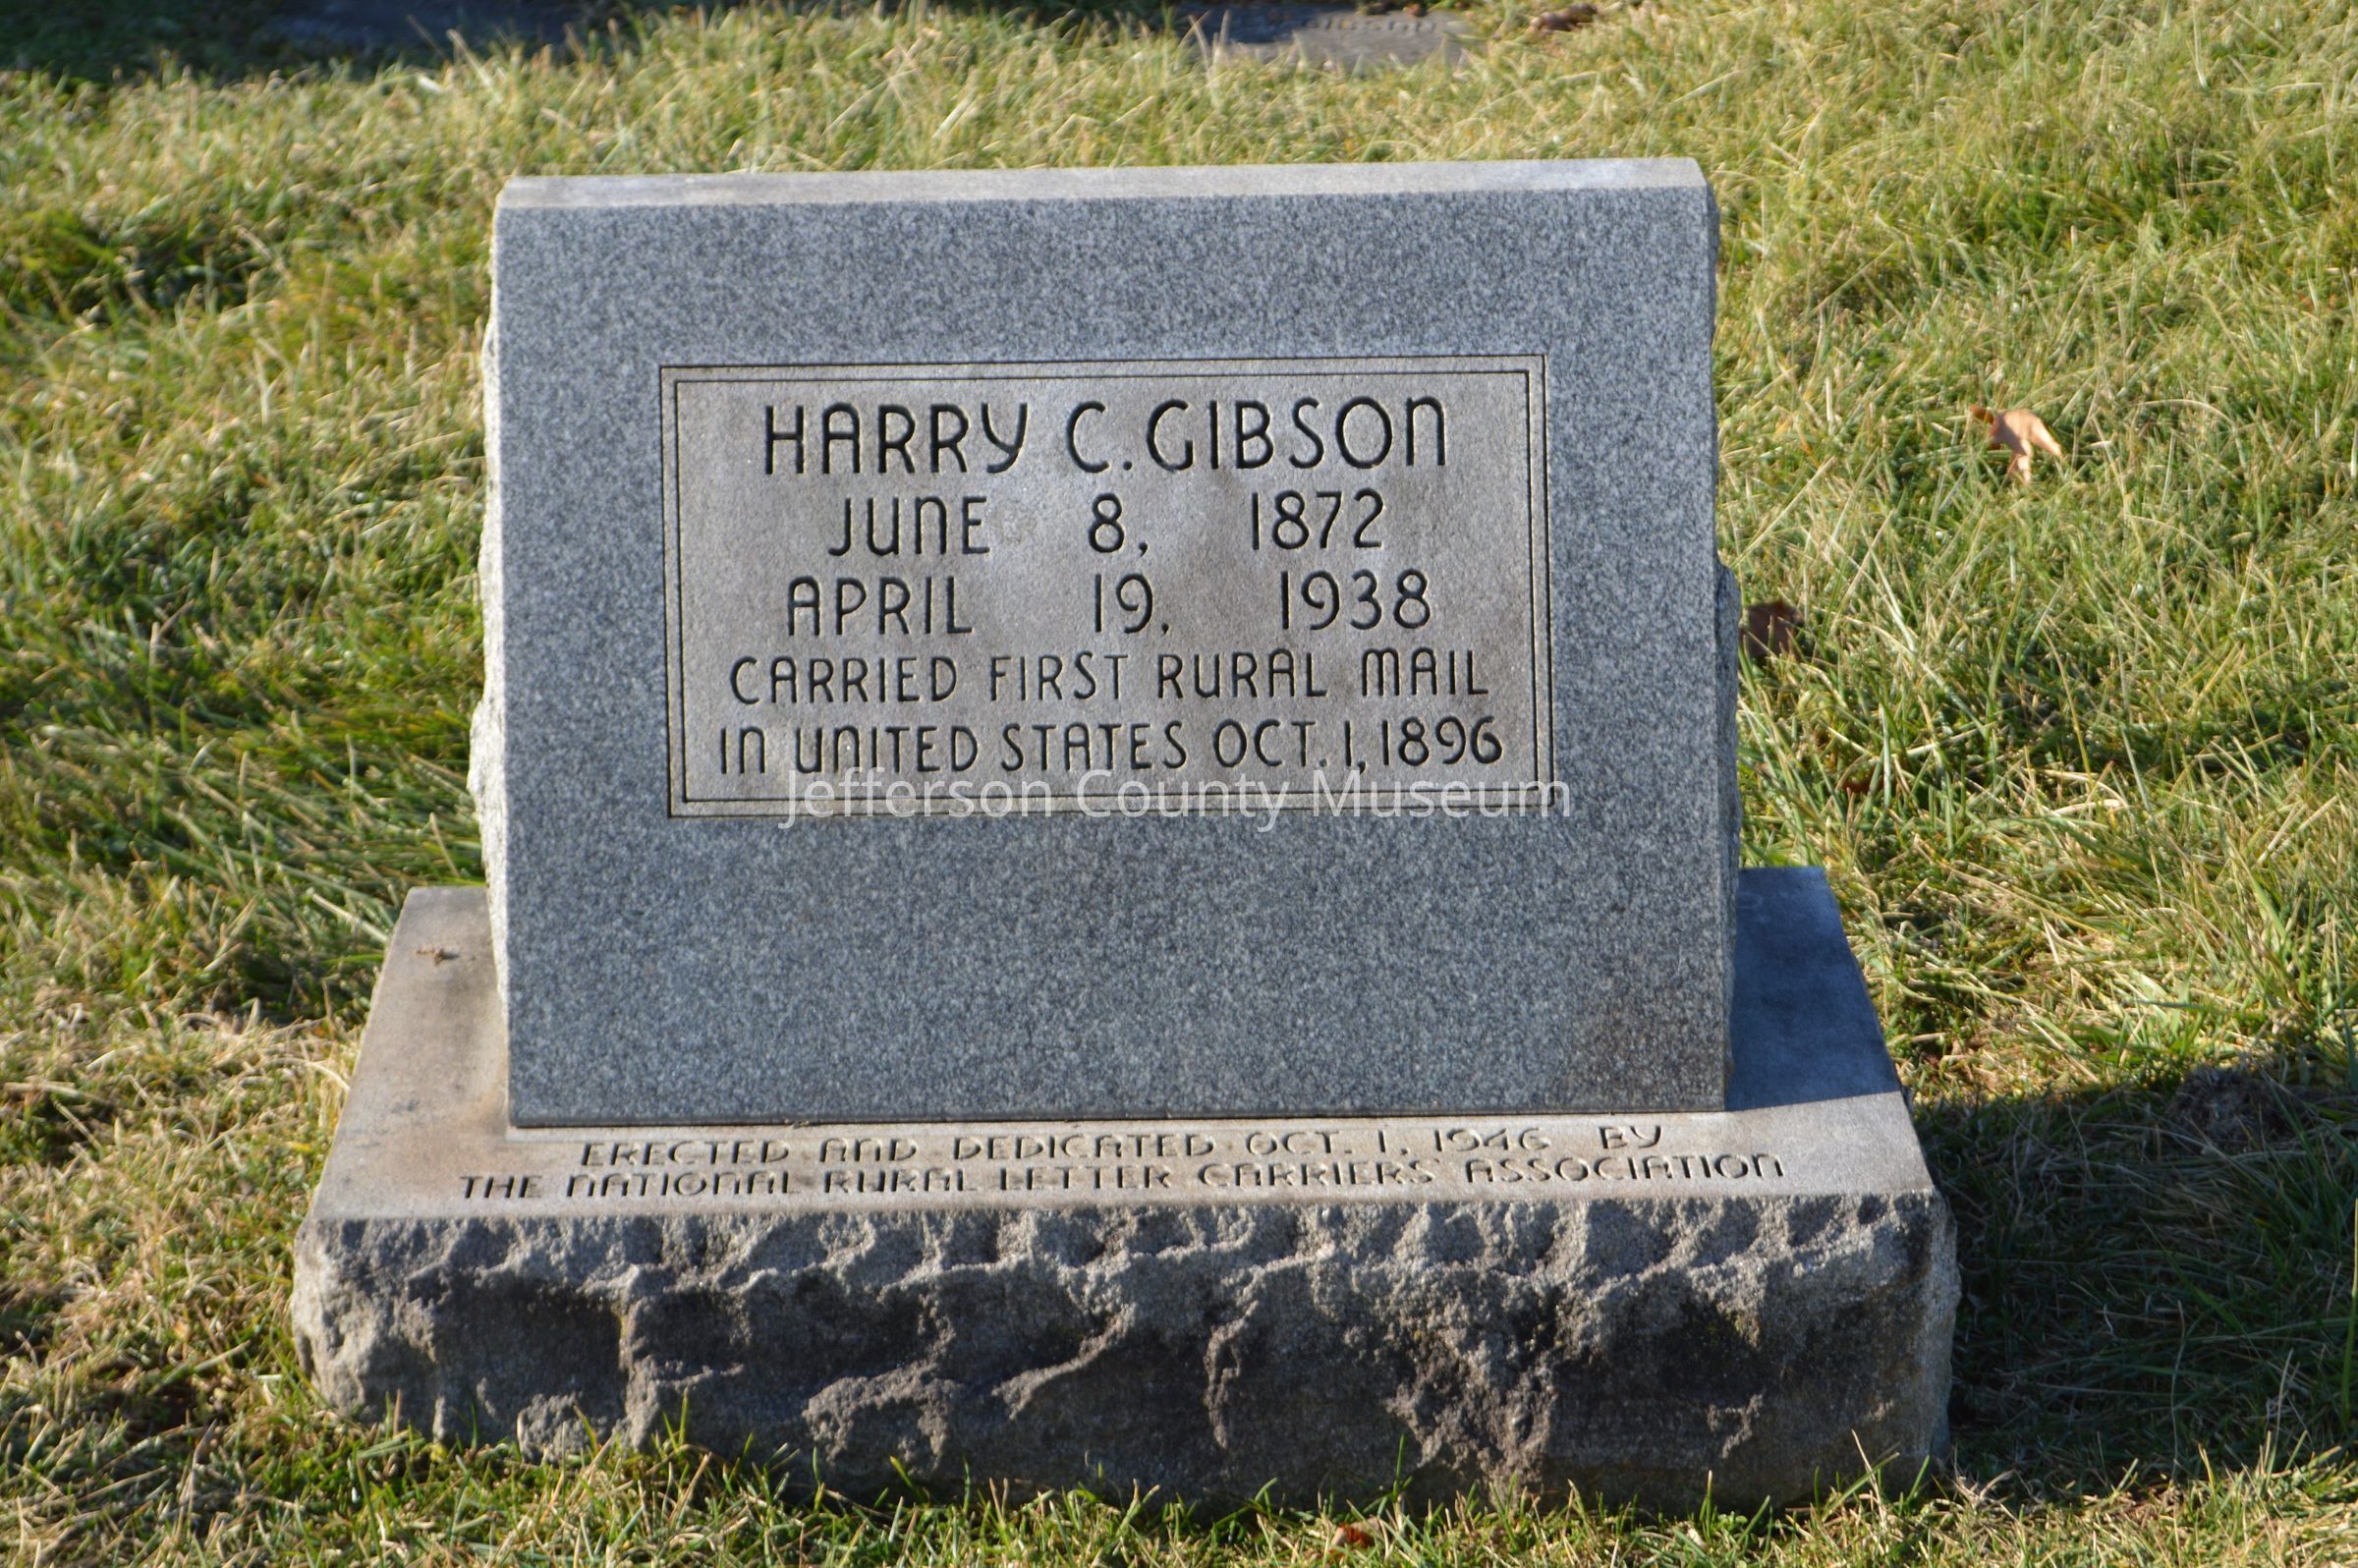 HARRY C. GIBSON
JUNE 8, 1872
APRIL 19, 1938
CARRIED FIRST RURAL MAIL
IN UNITED STATES OCT. 1, 1896
Jefferson County Museum
ERECTED AND DEDICATED OCT. 1, 1946 BY
THE NATIONAL RURAL LETTER CARRIERS' ASSOCIATION